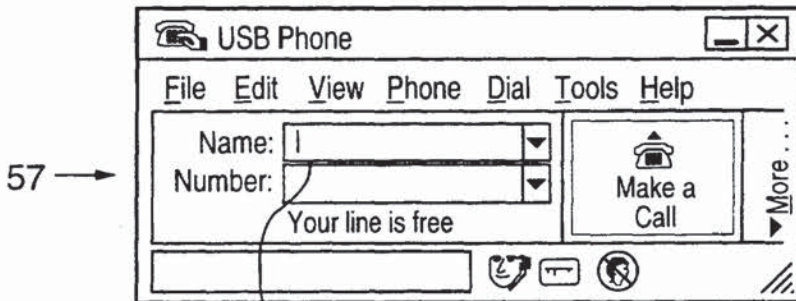 USB Phone
File Edit View Phone Dial Tools Help
Name:
Number:
Your line is free
Make a
Call
More ....
57